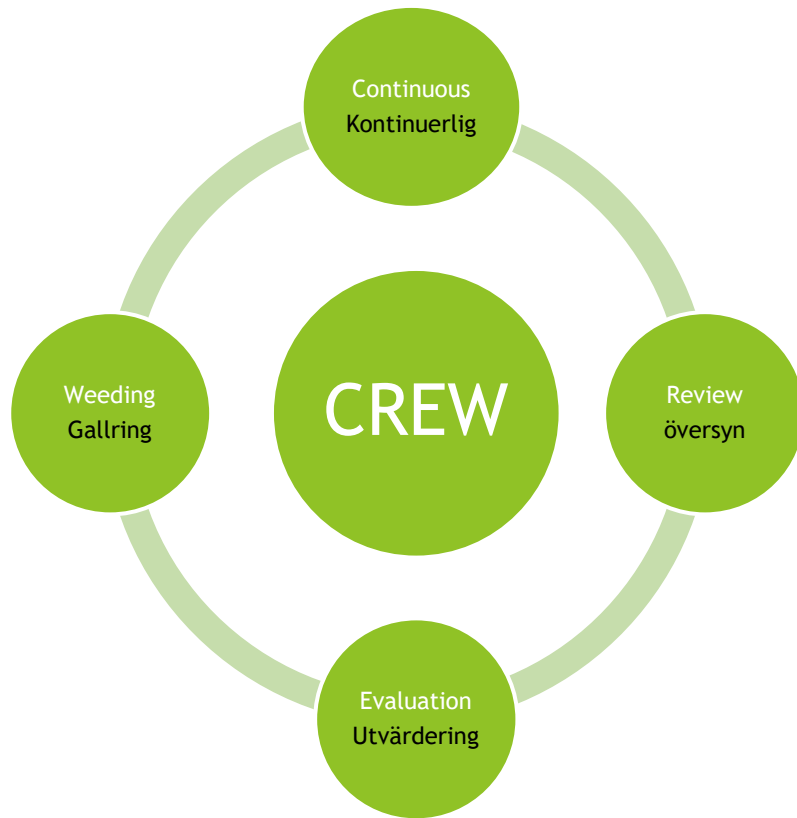 Continuous
Kontinuerlig
Weeding
Gallring
CREW
Review
översyn
Evaluation
Utvärdering